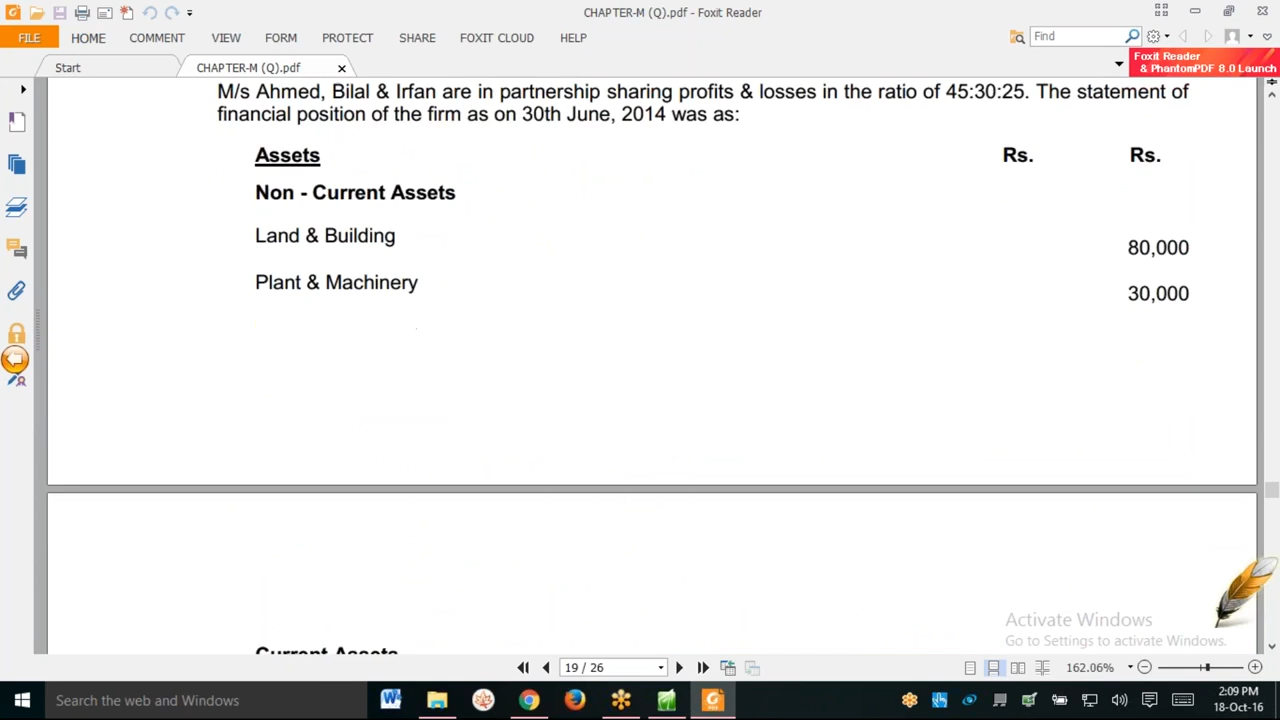 CHAPTER-M (Q).pdf - Foxit Reader
FILE HOME COMMENT VIEW FORM PROTECT SHARE FOXIT CLOUD HELP Find
Foxit Reader
& PhantomPDF 8.0 Launch
Start CHAPTER-M (Q).pdf
M/s Ahmed, Bilal & Irfan are in partnership sharing profits & losses in the ratio of 45:30:25. The statement of
financial position of the firm as on 30th June, 2014 was as:
Assets Rs. Rs.
Non - Current Assets
Land & Building 80,000
Plant & Machinery 30,000
Current Assets
Activate Windows
Go to Settings to activate Windows.
19 / 26 162.06%
Search the web and Windows
2:09 PM
18-Oct-16